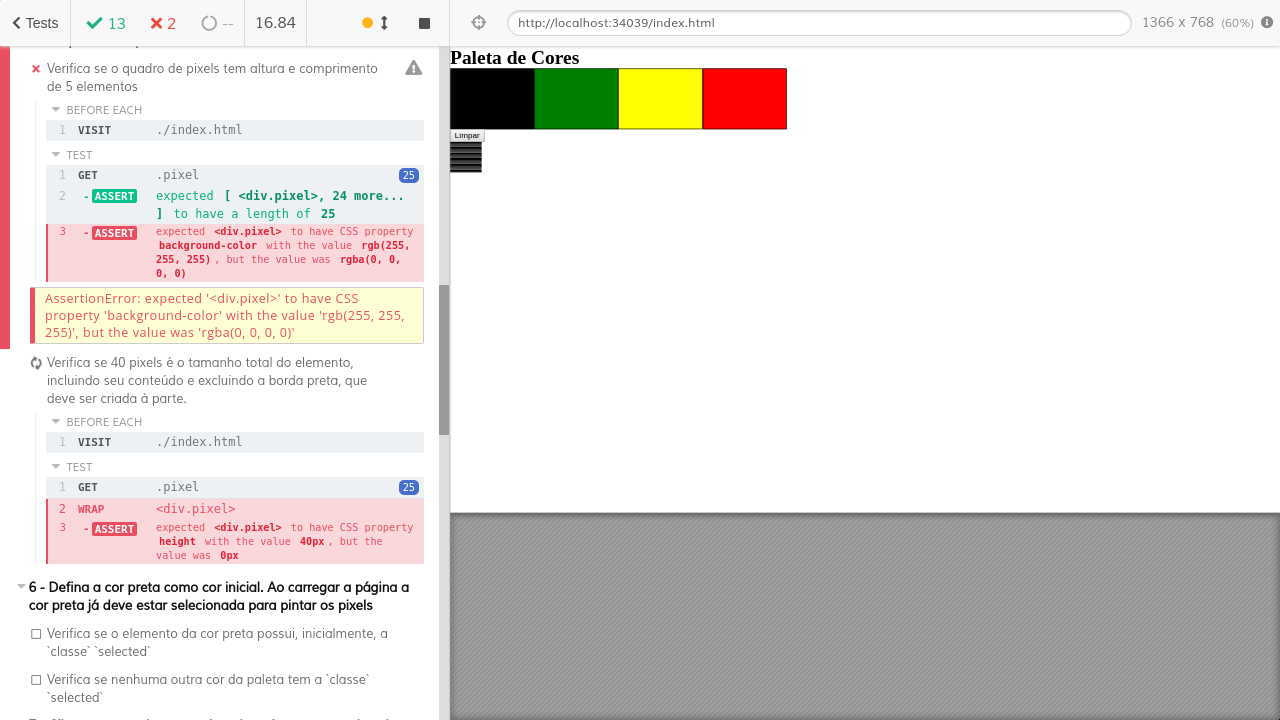 Tests
13
2
--
16.84
http://localhost:34039/index.html
1366 x 768 (60%)
Verifica se o quadro de pixels tem altura e comprimento
de 5 elementos
BEFORE EACH
1 VISIT ./index.html
TEST
1 GET .pixel 25
2 - ASSERT expected [ <div.pixel>, 24 more...
] to have a length of 25
3 - ASSERT expected <div.pixel> to have CSS property
background-color with the value rgb(255,
255, 255), but the value was rgba(0, 0,
0, 0)
AssertionError: expected '<div.pixel>' to have CSS
property 'background-color' with the value 'rgb(255, 255,
255)', but the value was 'rgba(0, 0, 0, 0)'
Verifica se 40 pixels é o tamanho total do elemento,
incluindo seu conteúdo e excluindo a borda preta, que
deve ser criada à parte.
BEFORE EACH
1 VISIT ./index.html
TEST
1 GET .pixel 25
2 WRAP <div.pixel>
3 - ASSERT expected <div.pixel> to have CSS property
height with the value 40px, but the
value was 0px
6 - Defina a cor preta como cor inicial. Ao carregar a página a
cor preta já deve estar selecionada para pintar os pixels
Verifica se o elemento da cor preta possui, inicialmente, a
`classe` `selected`
Verifica se nenhuma outra cor da paleta tem a `classe`
`selected`
Paleta de Cores
Limpar